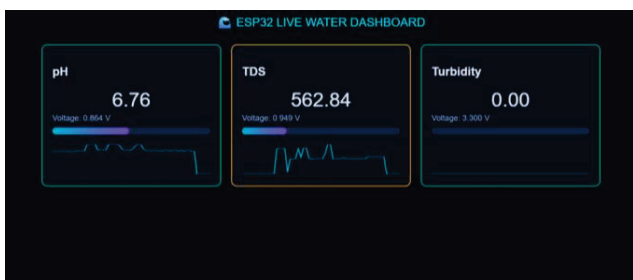 🌊 ESP32 LIVE WATER DASHBOARD
pH
6.76
Voltage: 0.864 V
TDS
562.84
Voltage: 0.949 V
Turbidity
0.00
Voltage: 3.300 V